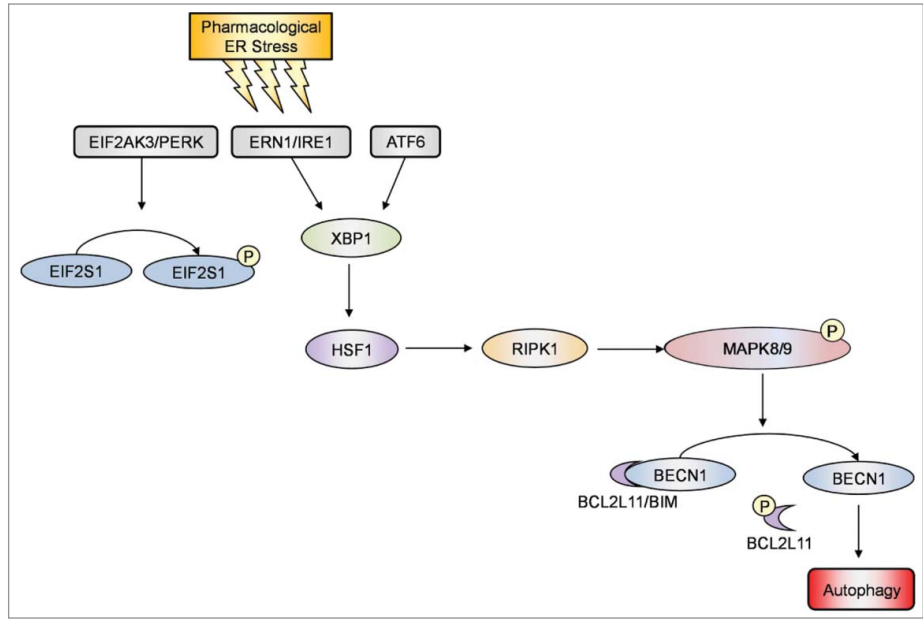 Pharmacological
ER Stress
EIF2AK3/PERK
ERN1/IRE1
ATF6
XBP1
EIF2S1
EIF2S1
P
HSF1
RIPK1
MAPK8/9
P
BECN1
BCL2L11/BIM
BECN1
P
BCL2L11
Autophagy